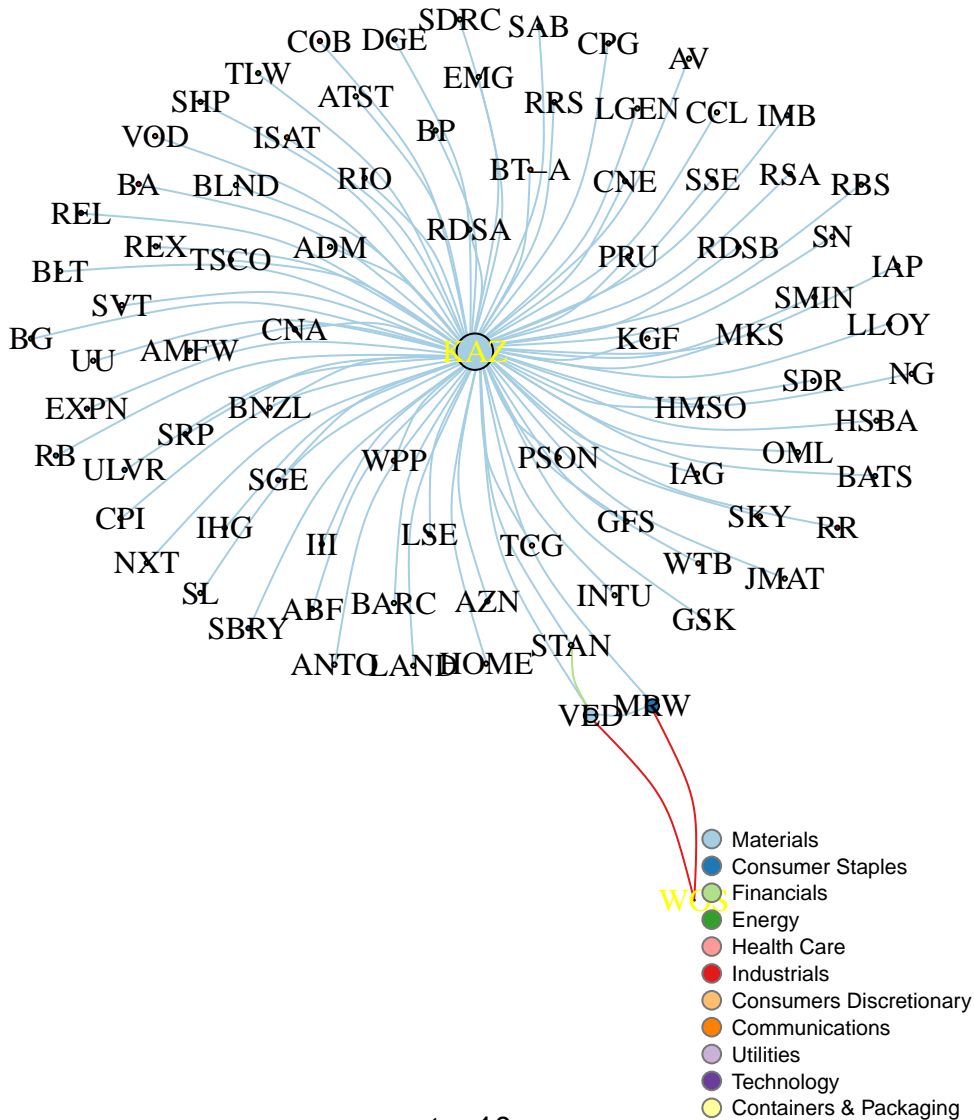 SDRC
SAB
COB
DGE
CPG
AV
TLW
EMG
SHP
ATST
RRS
LGEN
CCL
IMB
VOD
ISAT
BP
BA
BLND
RIO
BT−A
CNE
SSE
RSA
RBS
REL
RDSA
REX
TSCO
ADM
PRU
RDSB
SN
BLT
IAP
SVT
SMIN
BG
CNA
KGF
MKS
LLOY
UU
AMFW
KAZ
SDR
NG
EXPN
BNZL
HMSO
HSBA
RB
SRP
ULVR
SGE
WPP
PSON
IAG
OML
BATS
CPI
IHG
III
LSE
GFS
SKY
RR
NXT
TCG
WTB
JMAT
SL
ABF
BARC
AZN
INTU
SBRY
GSK
ANTO
LAND
HOME
STAN
VED
MRW
WOS
Materials
Consumer Staples
Financials
Energy
Health Care
Industrials
Consumers Discretionary
Communications
Utilities
Technology
Containers & Packaging